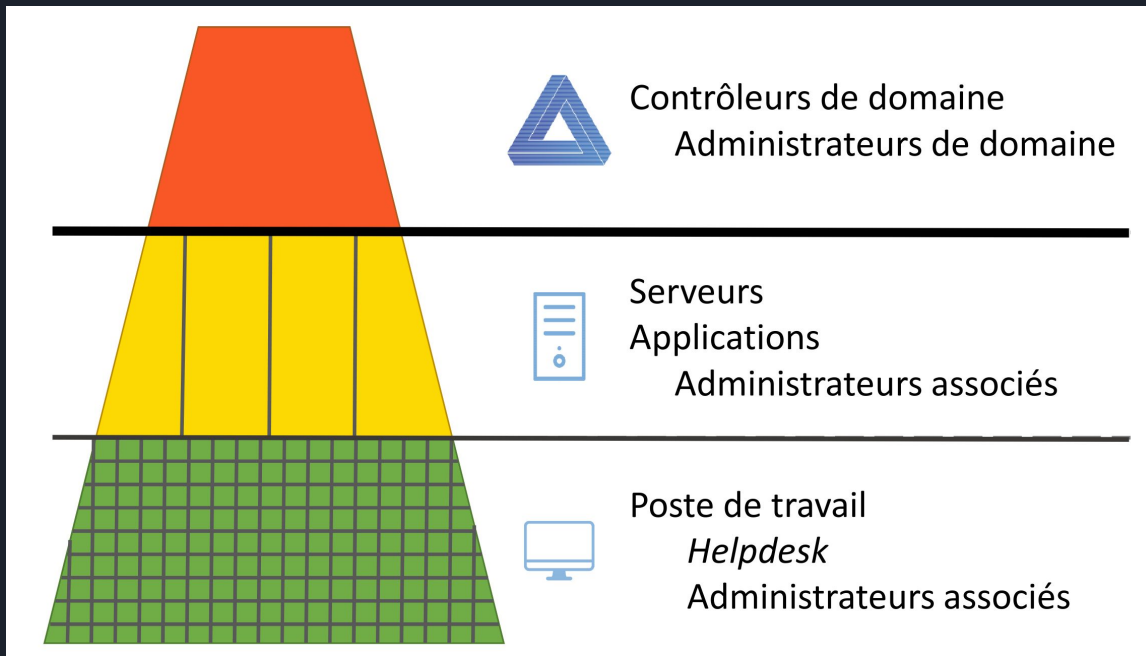 Contrôleurs de domaine
Administrateurs de domaine
Serveurs
Applications
Administrateurs associés
Poste de travail
Helpdesk
Administrateurs associés